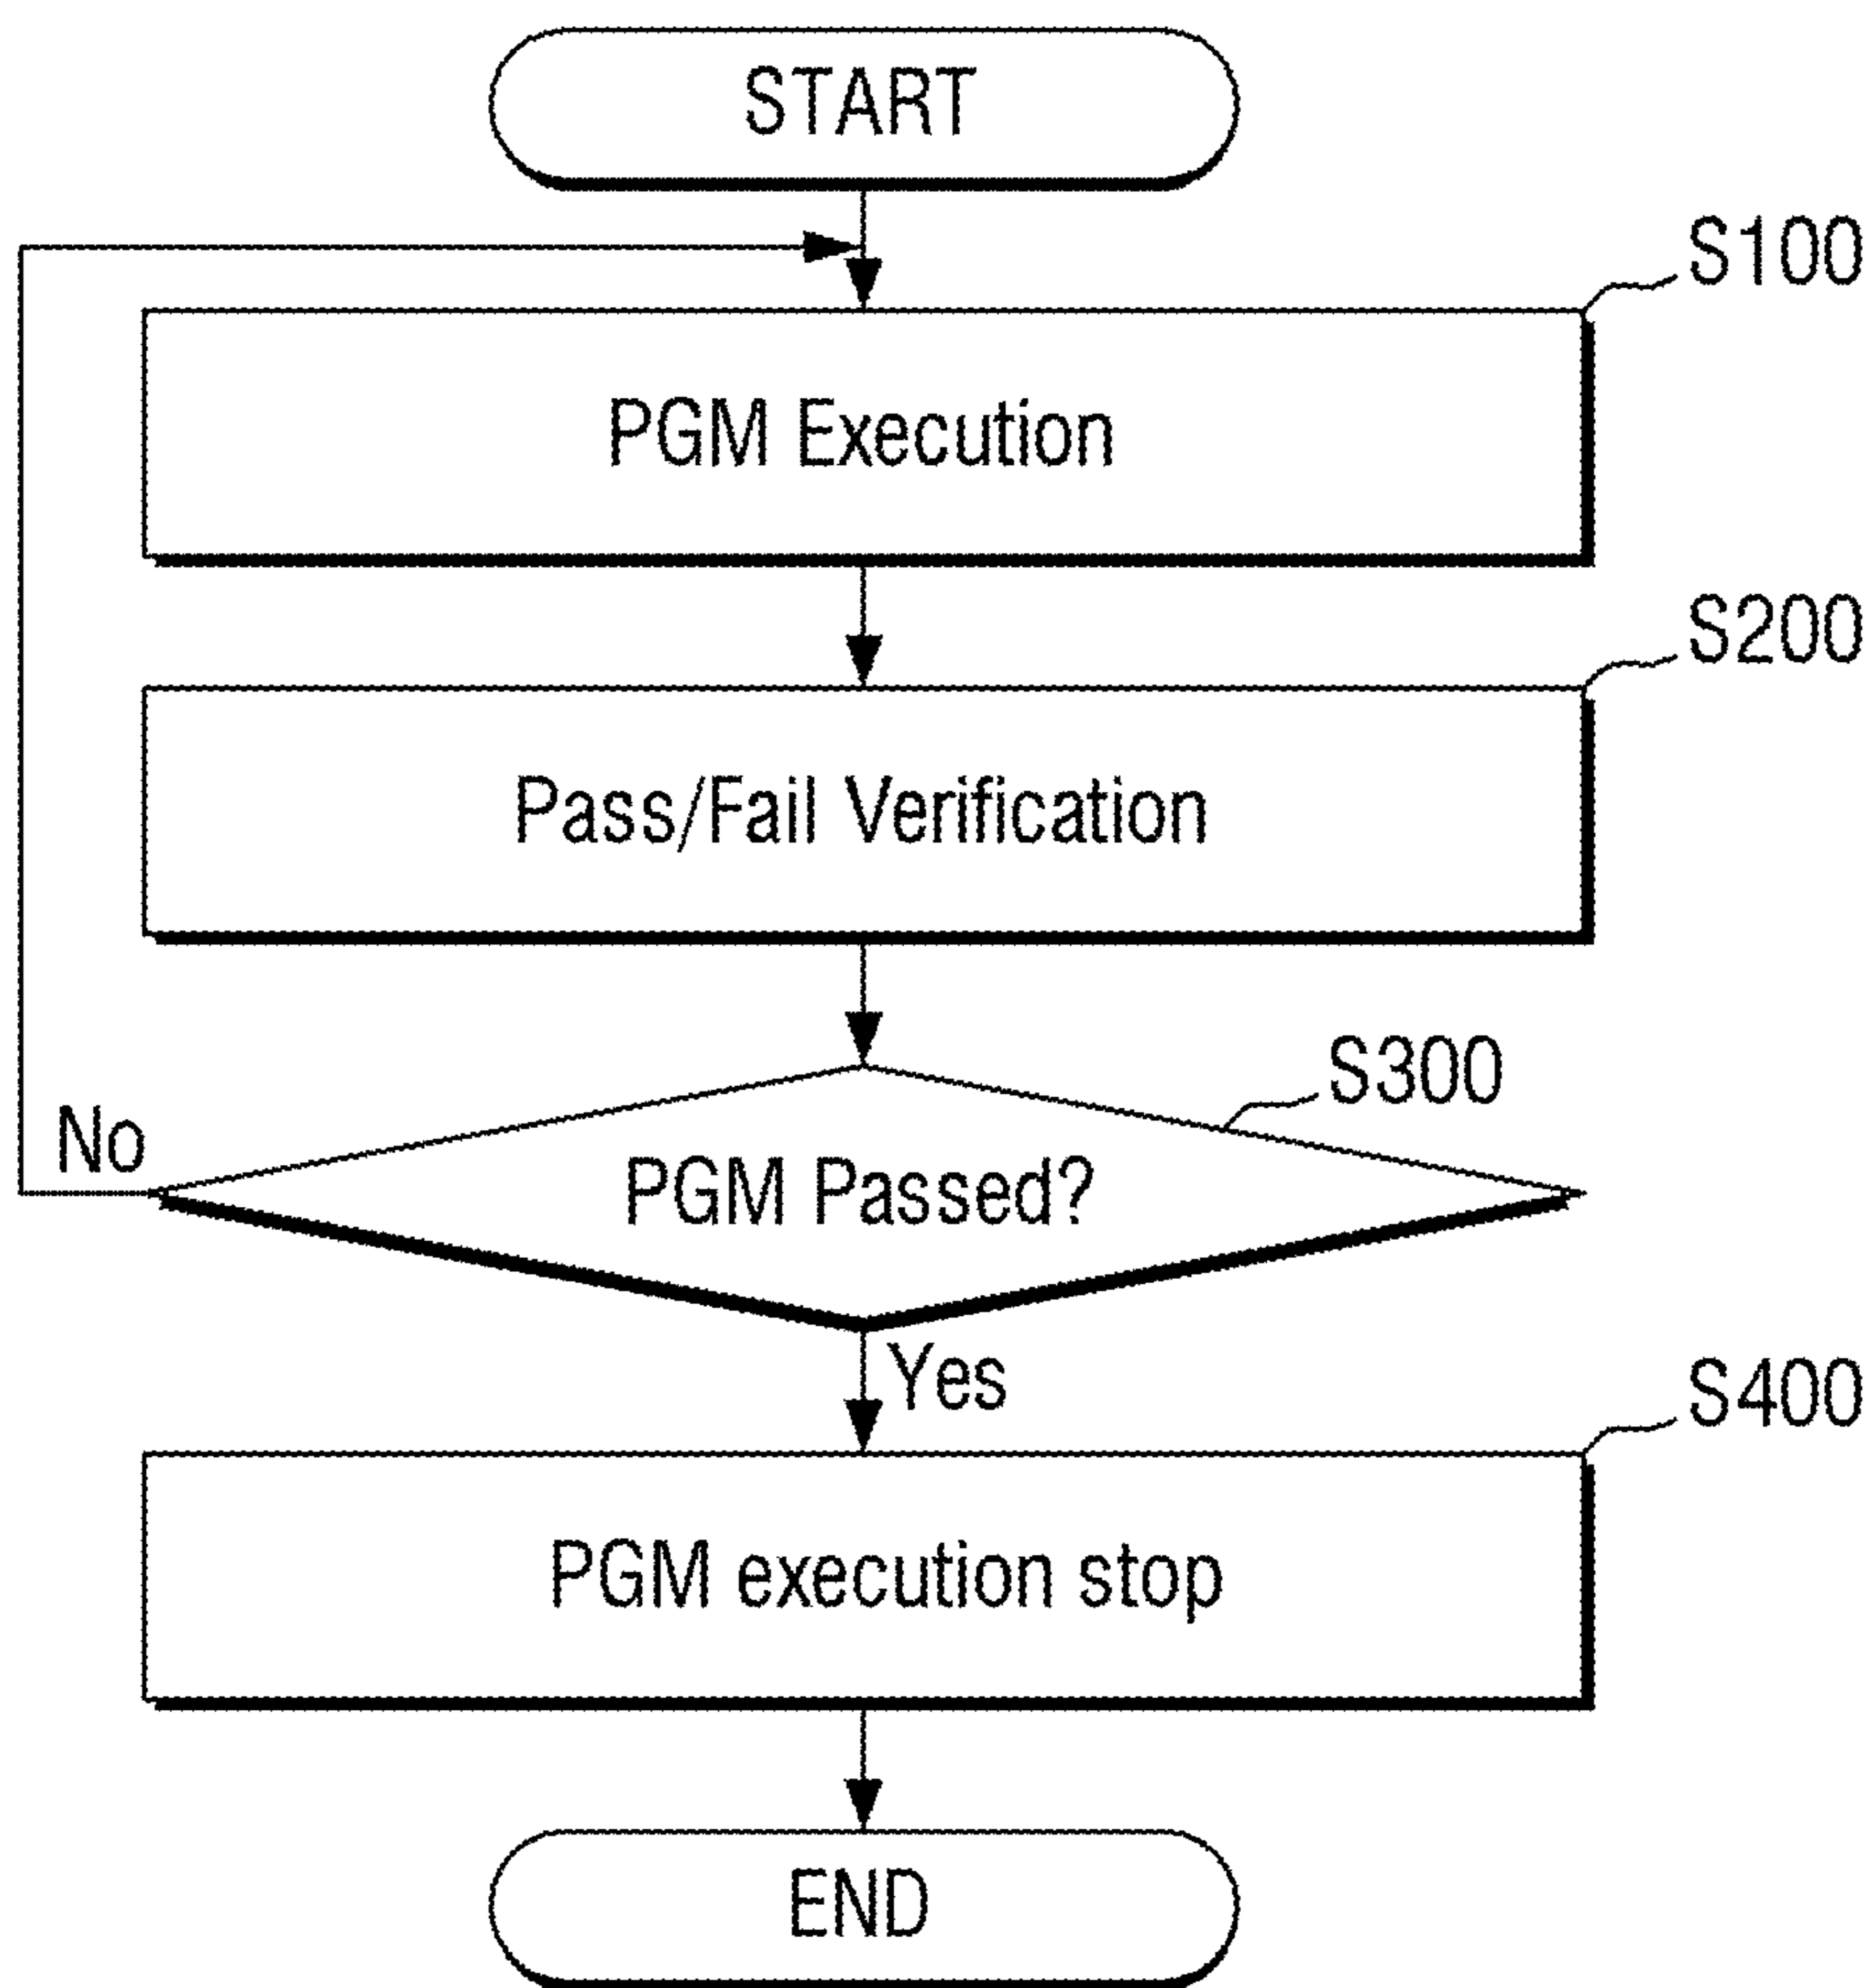 START
S100
PGM Execution
S200
Pass/Fail Verification
S300
No
PGM Passed?
Yes
S400
PGM execution stop
END